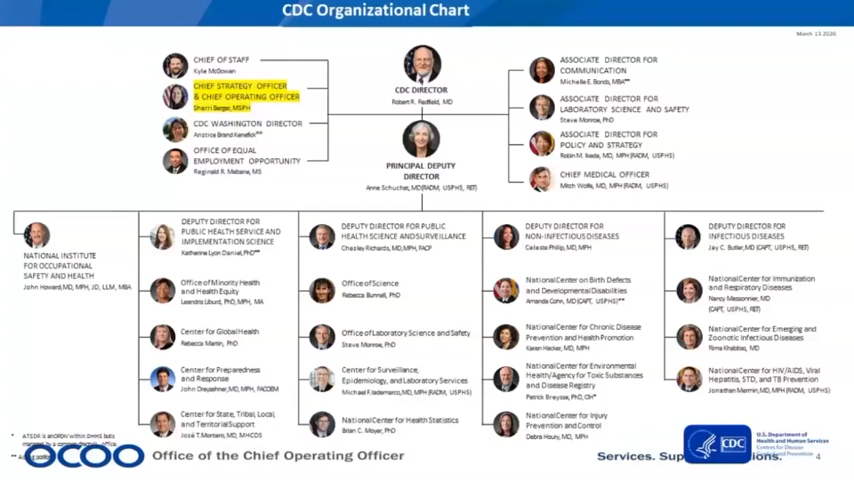 CDC Organizational Chart
March 13 2020
CHIEF OF STAFF
Kyle McGowan
CHIEF STRATEGY OFFICER
& CHIEF OPERATING OFFICER
Sherri Berger, MSPH
CDC WASHINGTON DIRECTOR
Anstice Brand Kenefick**
OFFICE OF EQUAL
EMPLOYMENT OPPORTUNITY
Reginald R. Mebane, MS
CDC DIRECTOR
Robert R. Redfield, MD
PRINCIPAL DEPUTY
DIRECTOR
Anne Schuchat, MD (RADM, USPHS, RET)
ASSOCIATE DIRECTOR FOR
COMMUNICATION
Michelle E. Bonds, MBA**
ASSOCIATE DIRECTOR FOR
LABORATORY SCIENCE AND SAFETY
Steve Monroe, PhD
ASSOCIATE DIRECTOR FOR
POLICY AND STRATEGY
Robin M. Ikeda, MD, MPH (RADM, USPHS)
CHIEF MEDICAL OFFICER
Mitch Wolfe, MD, MPH (RADM, USPHS)
NATIONAL INSTITUTE
FOR OCCUPATIONAL
SAFETY AND HEALTH
John Howard, MD, MPH, JD, LLM, MBA
DEPUTY DIRECTOR FOR
PUBLIC HEALTH SERVICE AND
IMPLEMENTATION SCIENCE
Katherine Lyon Daniel, PhD**
Office of Minority Health
and Health Equity
Leandris Liburd, PhD, MPH, MA
Center for Global Health
Rebecca Martin, PhD
Center for Preparedness
and Response
John Dreyzehner, MD, MPH, FACOEM
Center for State, Tribal, Local,
and Territorial Support
José T. Montero, MD, MHCDS
DEPUTY DIRECTOR FOR PUBLIC
HEALTH SCIENCE AND SURVEILLANCE
Chesley Richards, MD, MPH, FACP
Office of Science
Rebecca Bunnell, PhD
Office of Laboratory Science and Safety
Steve Monroe, PhD
Center for Surveillance,
Epidemiology, and Laboratory Services
Michael F. Iademarco, MD, MPH (RADM, USPHS)
National Center for Health Statistics
Brian C. Moyer, PhD
DEPUTY DIRECTOR FOR
NON-INFECTIOUS DISEASES
Celeste Philip, MD, MPH
National Center on Birth Defects
and Developmental Disabilities
Amanda Cohn, MD (CAPT, USPHS)**
National Center for Chronic Disease
Prevention and Health Promotion
Karen Hacker, MD, MPH
National Center for Environmental
Health/Agency for Toxic Substances
and Disease Registry
Patrick Breysse, PhD, CIH*
National Center for Injury
Prevention and Control
Debra Houry, MD, MPH
DEPUTY DIRECTOR FOR
INFECTIOUS DISEASES
Jay C. Butler, MD (CAPT, USPHS, RET)
National Center for Immunization
and Respiratory Diseases
Nancy Messonnier, MD
(CAPT, USPHS, RET)
National Center for Emerging and
Zoonotic Infectious Diseases
Rima Khabbaz, MD
National Center for HIV/AIDS, Viral
Hepatitis, STD, and TB Prevention
Jonathan Mermin, MD, MPH (RADM, USPHS)
* ATSDR is an OPDIV within DHHS but is
managed by a common director's office
OCOO
Office of the Chief Operating Officer
Services.
CDC
U.S. Department of
Health and Human Services
Centers for Disease
Control and Prevention
4